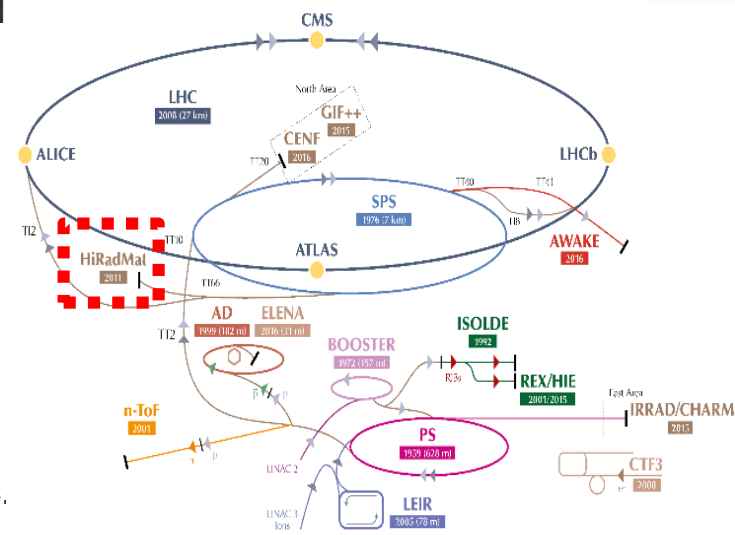 CMS
North Area
LHC
2008 (27 km)
GIF++
2015
CENF
2016
ALICE
LHCb
TT20
TT40
TT41
SPS
1976 (7 km)
TI8
TI2
TT10
ATLAS
AWAKE
2016
HiRadMat
2011
TT66
AD
1999 (182 m)
ELENA
2016 (31 m)
TT2
BOOSTER
1972 (157 m)
ISOLDE
1992
REX/HIE
2001/2015
East Area
IRRAD/CHARM
2015
n-ToF
2001
p
p
n
p
PS
1959 (628 m)
LINAC 2
CTF3
2008
e-
LEIR
2005 (78 m)
LINAC 3
Ions
.